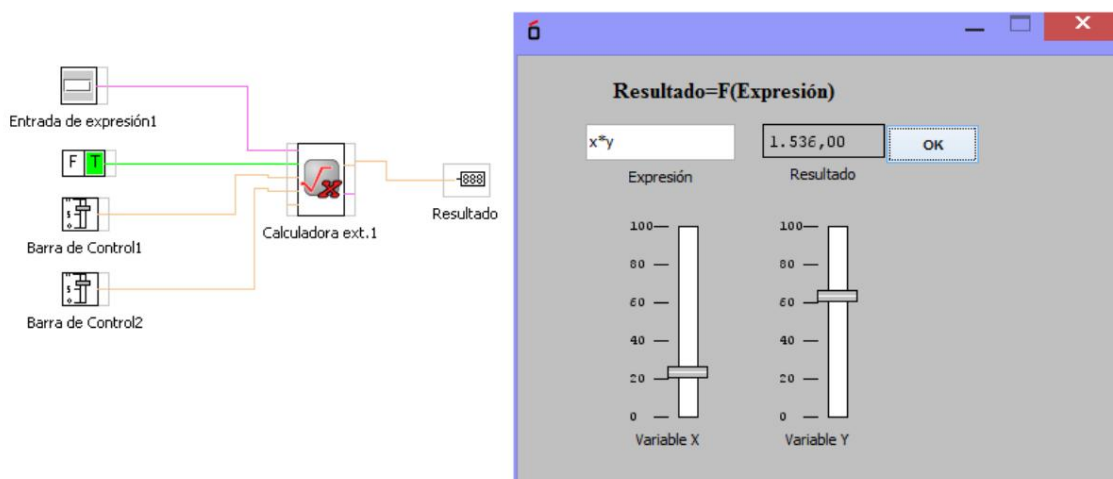 Entrada de expresión1
F T
Barra de Control1
Barra de Control2
Calculadora ext.1
888
Resultado
Resultado=F(Expresión)
x*y
1.536,00
OK
Expresión
Resultado
100
80
60
40
20
0
Variable X
100
80
60
40
20
0
Variable Y